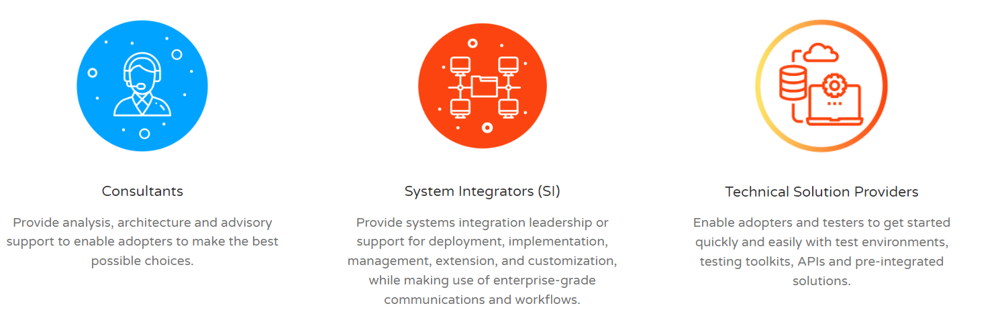 Consultants
Provide analysis, architecture and advisory
support to enable adopters to make the best
possible choices.
System Integrators (SI)
Provide systems integration leadership or
support for deployment, implementation,
management, extension, and customization,
while making use of enterprise-grade
communications and workflows.
Technical Solution Providers
Enable adopters and testers to get started
quickly and easily with test environments,
testing toolkits, APIs and pre-integrated
solutions.